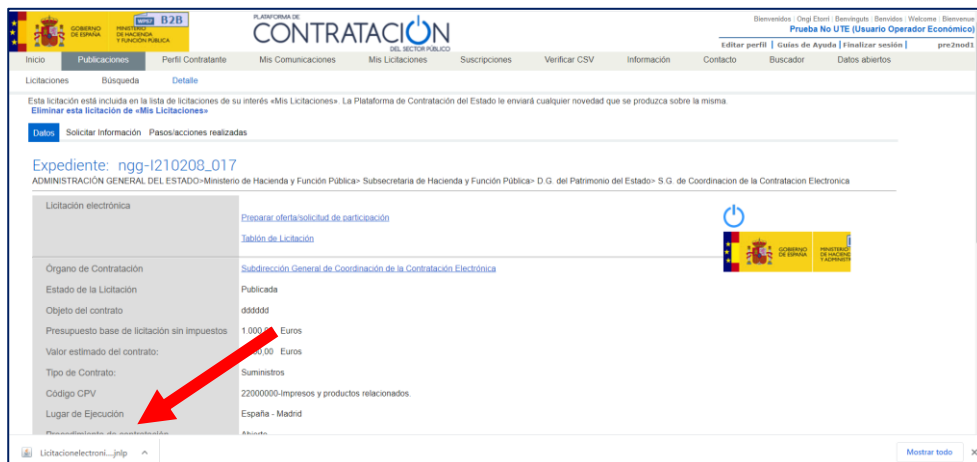 GOBIERNO DE ESPAÑA
MINISTERIO DE HACIENDA Y FUNCIÓN PÚBLICA
WPS7 B2B
PLATAFORMA DE
CONTRATACIÓN
DEL SECTOR PÚBLICO
Bienvenidos | Ongi Etorri | Benvinguts | Benvidos | Welcome | Bienvenue
Prueba No UTE (Usuario Operador Económico)
Editar perfil | Guías de Ayuda | Finalizar sesión | pre2nod1
Inicio Publicaciones Perfil Contratante Mis Comunicaciones Mis Licitaciones Suscripciones Verificar CSV Información Contacto Buscador Datos abiertos
Licitaciones Búsqueda Detalle
Esta licitación está incluida en la lista de licitaciones de su interés «Mis Licitaciones». La Plataforma de Contratación del Estado le enviará cualquier novedad que se produzca sobre la misma.
Eliminar esta licitación de «Mis Licitaciones»
Datos Solicitar Información Pasos/acciones realizadas
Expediente: ngg-I210208_017
ADMINISTRACIÓN GENERAL DEL ESTADO>Ministerio de Hacienda y Función Pública> Subsecretaria de Hacienda y Función Pública> D.G. del Patrimonio del Estado> S.G. de Coordinacion de la Contratacion Electronica
Licitación electrónica
Preparar oferta/solicitud de participación
Tablón de Licitación
GOBIERNO DE ESPAÑA
Órgano de Contratación Subdirección General de Coordinación de la Contratación Electrónica
Estado de la Licitación Publicada
Objeto del contrato dddddd
Presupuesto base de licitación sin impuestos Euros
Valor estimado del contrato: Euros
Tipo de Contrato: Suministros
Código CPV 22000000-Impresos y productos relacionados.
Lugar de Ejecución España - Madrid
Licitacionelectroni....jnlp
Mostrar todo